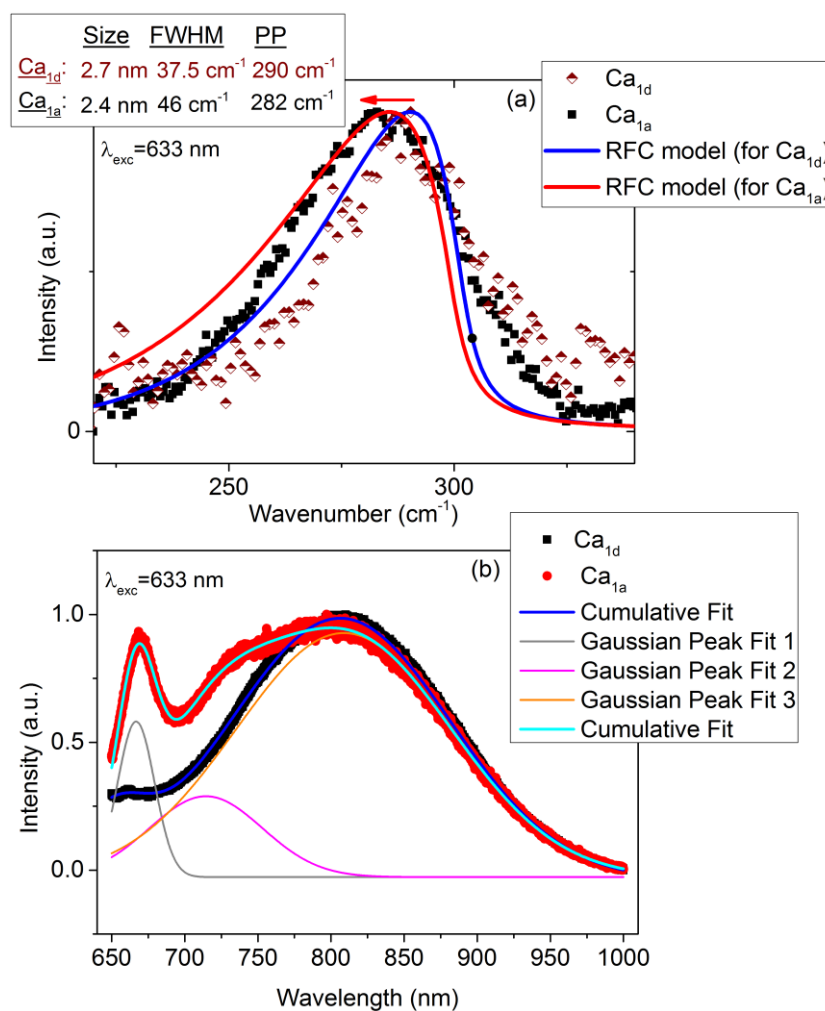 Size FWHM PP
Ca1d: 2.7 nm 37.5 cm-1 290 cm-1
Ca1a: 2.4 nm 46 cm-1 282 cm-1
λexc=633 nm
(a)
Ca1d
Ca1a
RFC model (for Ca1d)
RFC model (for Ca1a)
Intensity (a.u.)
0
250 300
Wavenumber (cm-1)
λexc=633 nm
(b)
Ca1d
Ca1a
Cumulative Fit
Gaussian Peak Fit 1
Gaussian Peak Fit 2
Gaussian Peak Fit 3
Cumulative Fit
Intensity (a.u.)
1.0
0.5
0.0
650 700 750 800 850 900 950 1000
Wavelength (nm)